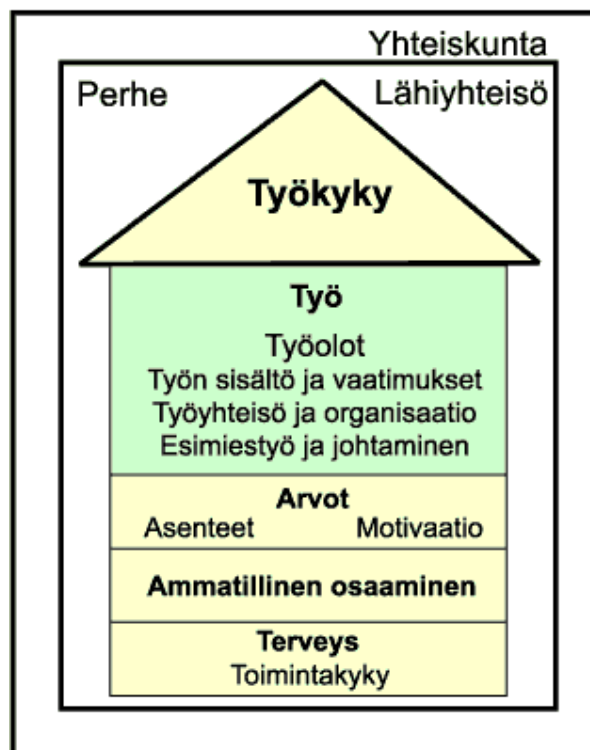 Yhteiskunta
Perhe Lähiyhteisö
Työkyky
Työ
Työolot
Työn sisältö ja vaatimukset
Työyhteisö ja organisaatio
Esimiestyö ja johtaminen
Arvot
Asenteet Motivaatio
Ammatillinen osaaminen
Terveys
Toimintakyky